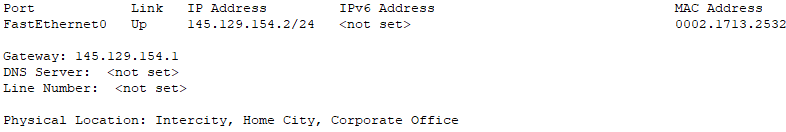 Port Link IP Address IPv6 Address MAC Address
FastEthernet0 Up 145.129.154.2/24 <not set> 0002.1713.2532
Gateway: 145.129.154.1
DNS Server: <not set>
Line Number: <not set>
Physical Location: Intercity, Home City, Corporate Office